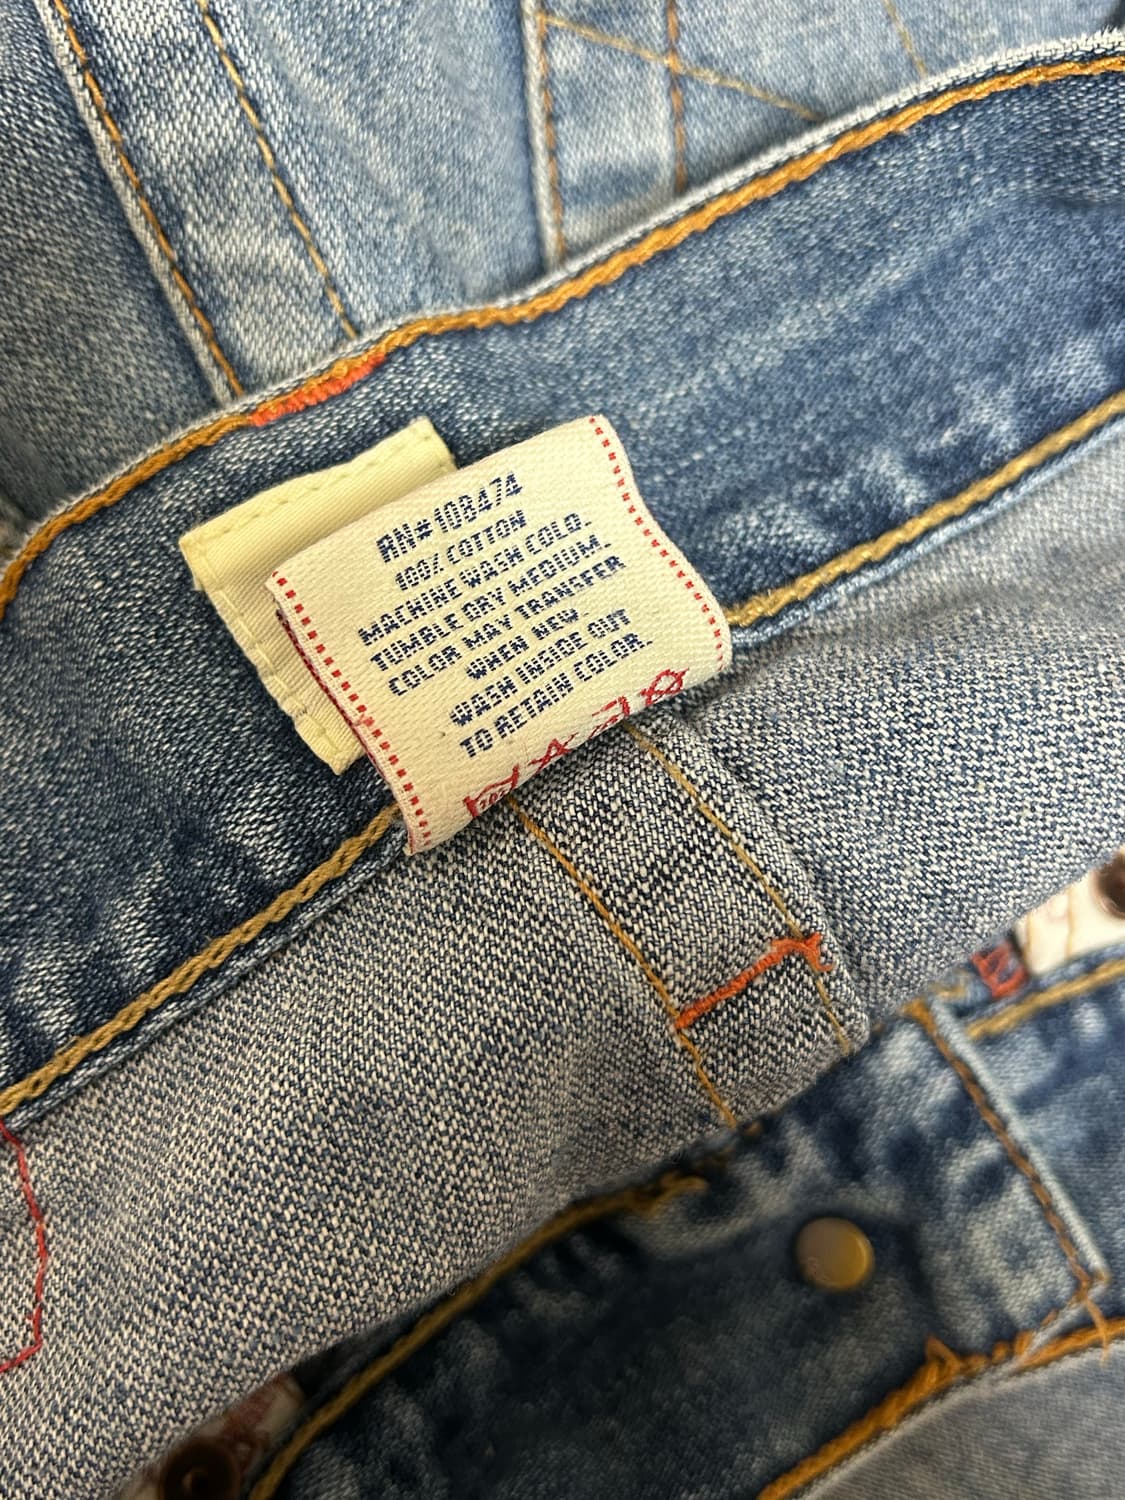 RN# 108474
100% COTTON
MACHINE WASH COLD.
TUMBLE DRY MEDIUM.
COLOR MAY TRANSFER
WHEN NEW.
WASH INSIDE OUT
TO RETAIN COLOR.